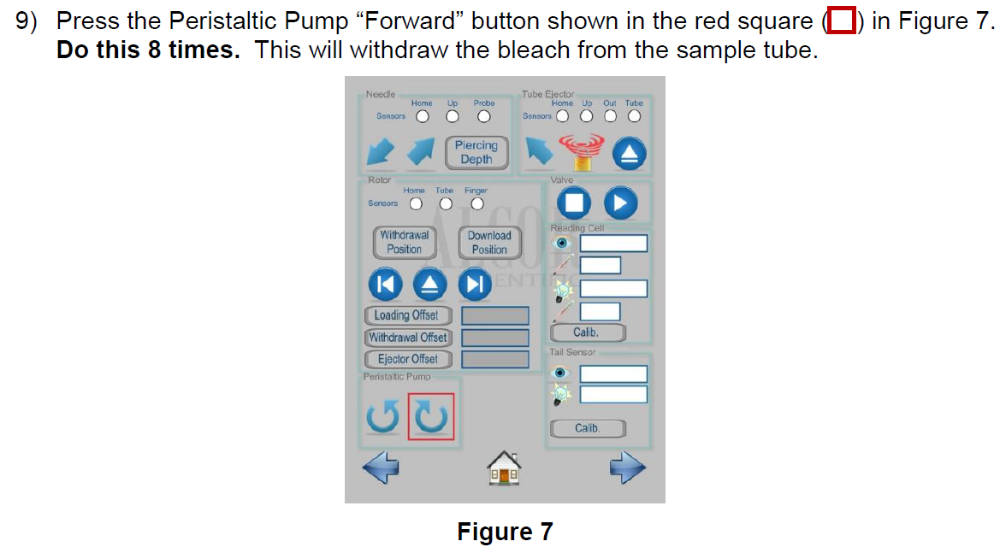 9) Press the Peristaltic Pump “Forward” button shown in the red square ( ) in Figure 7.
Do this 8 times. This will withdraw the bleach from the sample tube.
Needle
Home Up Probe
Sensors
Piercing
Depth
Tube Ejector
Home Up Out Tube
Sensors
Rotor
Home Tube Finger
Sensors
Withdrawal
Position
Download
Position
Loading Offset
Withdrawal Offset
Ejector Offset
Valve
Reading Cell
Calib.
Tail Sensor
Calib.
Peristaltic Pump
Figure 7